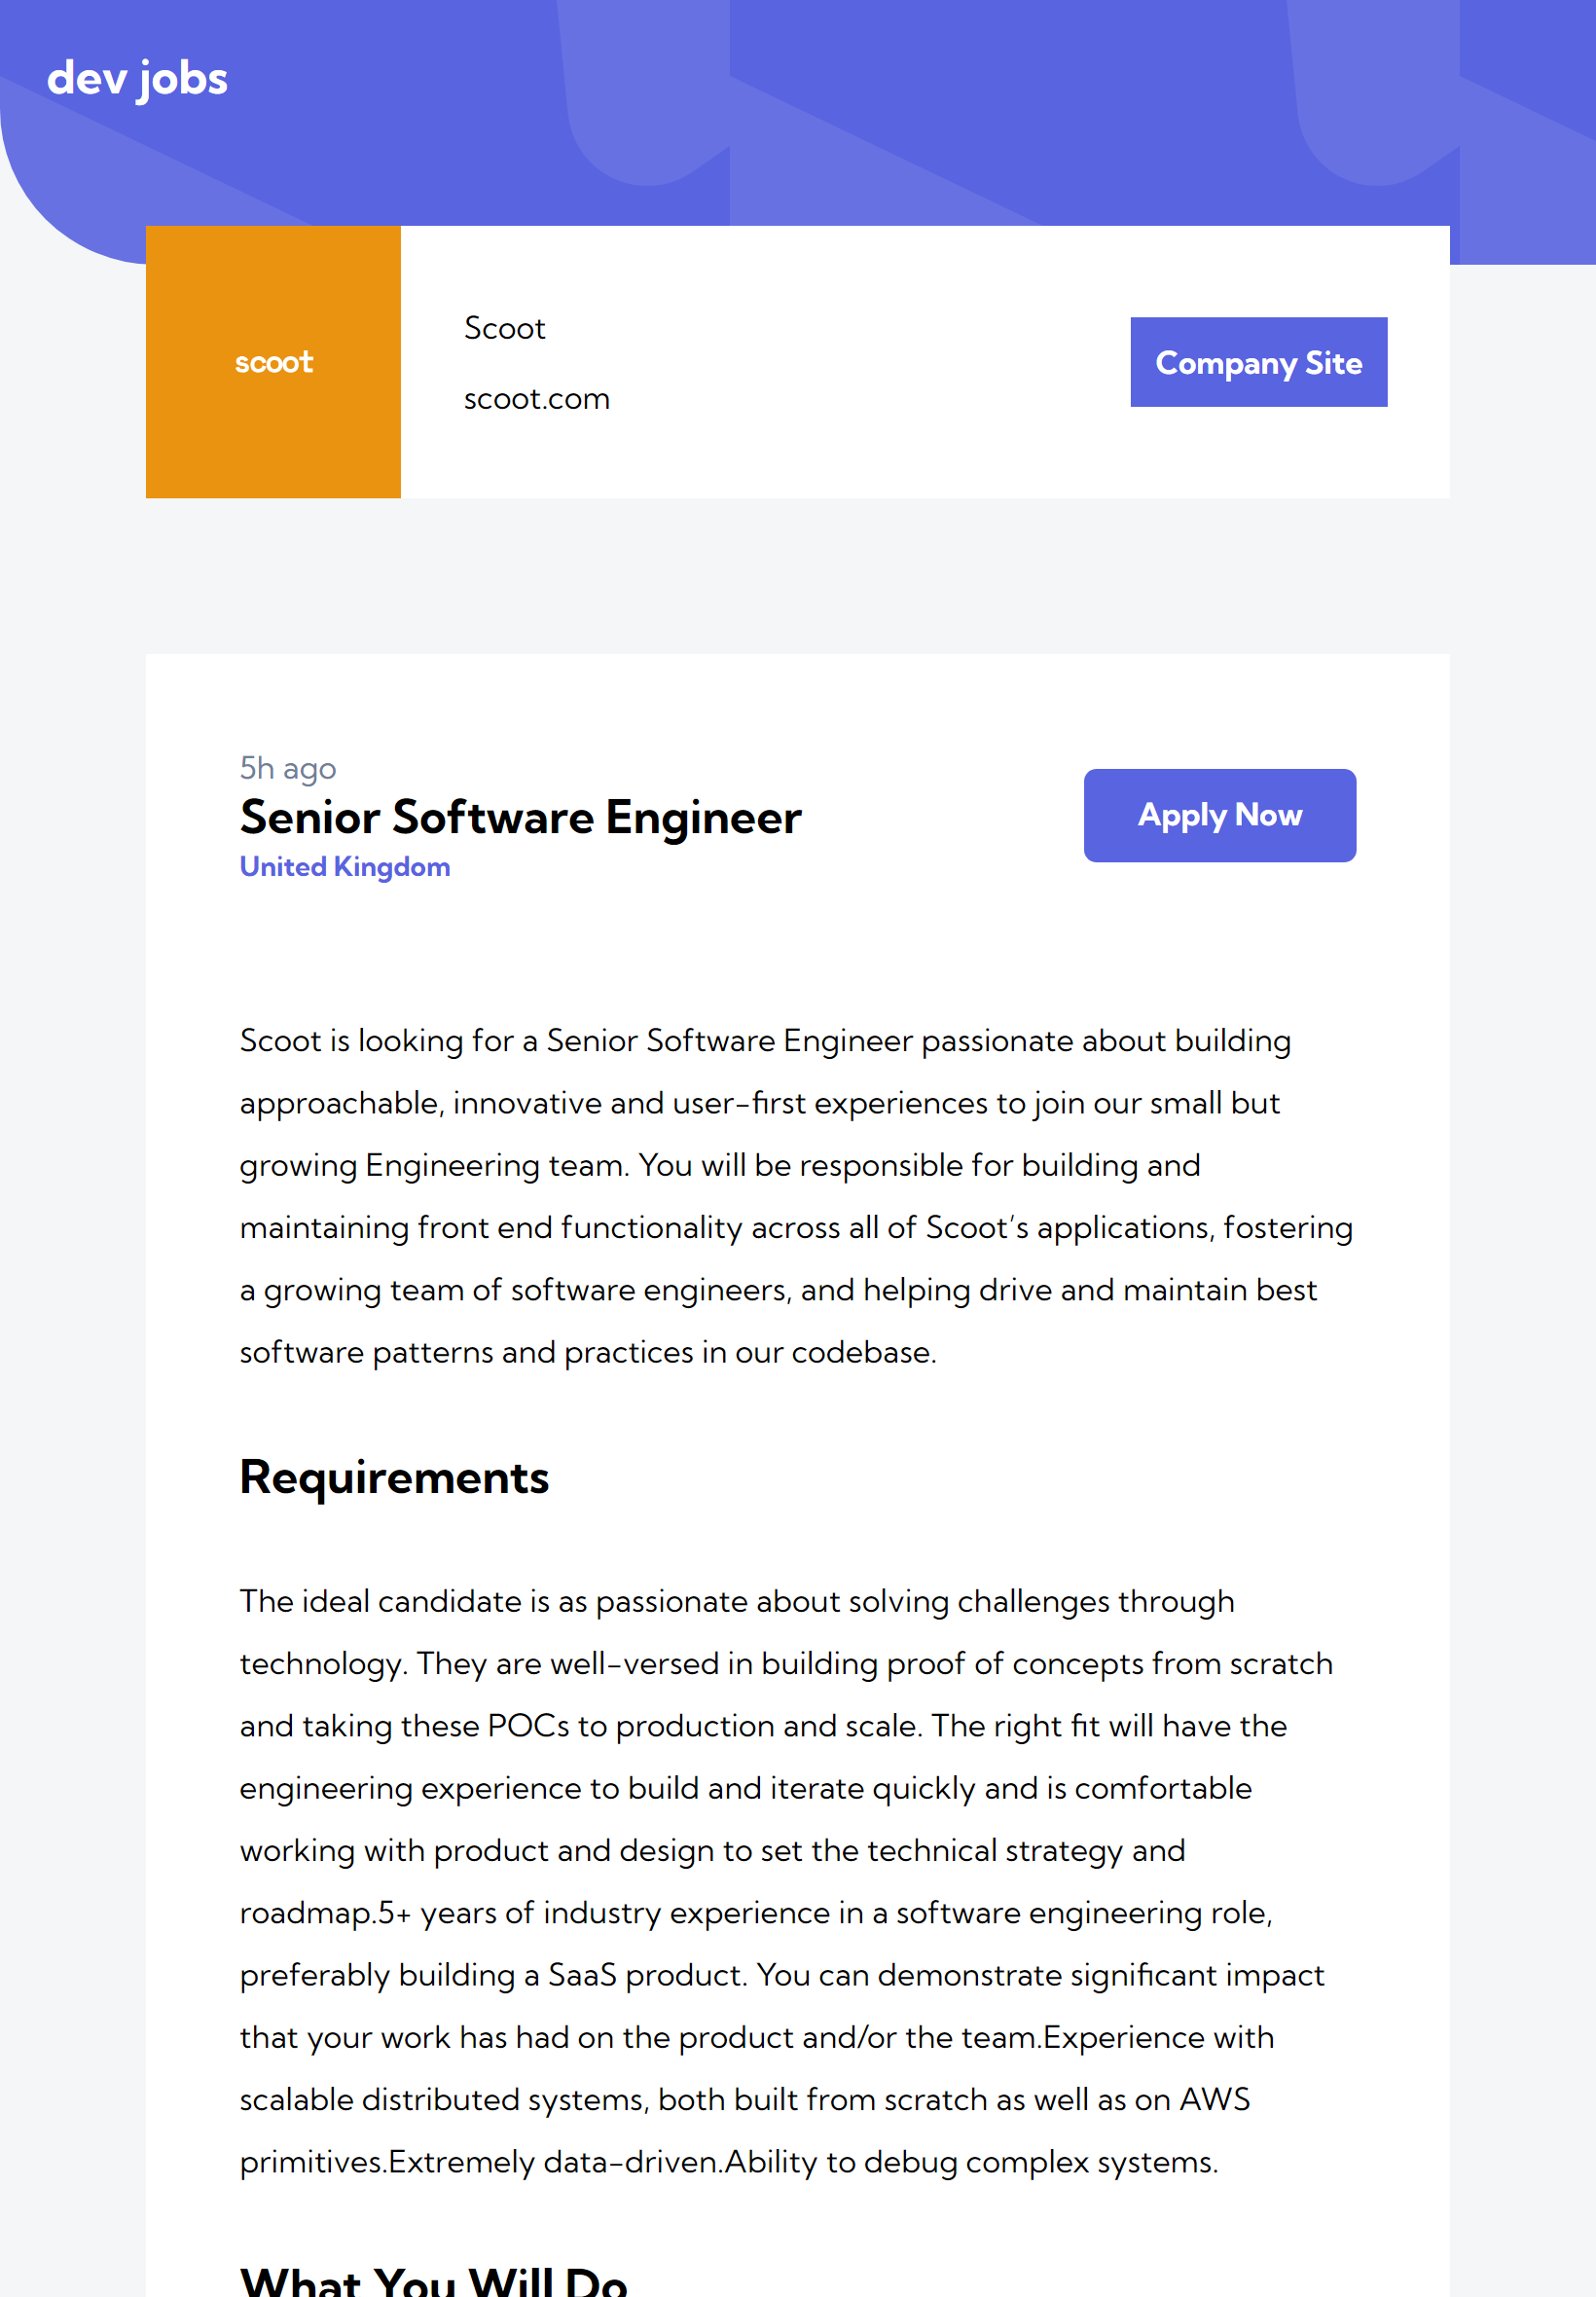 dev jobs
scoot
Scoot
scoot.com
Company Site
5h ago
Senior Software Engineer
United Kingdom
Apply Now
Scoot is looking for a Senior Software Engineer passionate about building
approachable, innovative and user-first experiences to join our small but
growing Engineering team. You will be responsible for building and
maintaining front end functionality across all of Scoot’s applications, fostering
a growing team of software engineers, and helping drive and maintain best
software patterns and practices in our codebase.
Requirements
The ideal candidate is as passionate about solving challenges through
technology. They are well-versed in building proof of concepts from scratch
and taking these POCs to production and scale. The right fit will have the
engineering experience to build and iterate quickly and is comfortable
working with product and design to set the technical strategy and
roadmap.5+ years of industry experience in a software engineering role,
preferably building a SaaS product. You can demonstrate significant impact
that your work has had on the product and/or the team.Experience with
scalable distributed systems, both built from scratch as well as on AWS
primitives.Extremely data-driven.Ability to debug complex systems.
What You Will Do